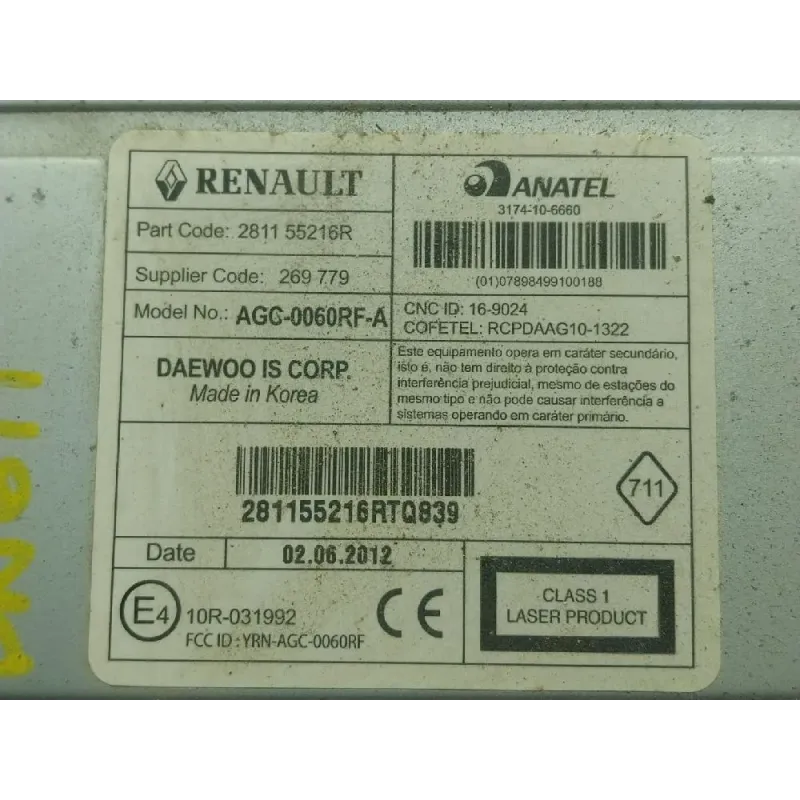 RENAULT
Part Code: 2811 55216R
Supplier Code: 269 779
Model No.: AGC-0060RF-A
DAEWOO IS CORP.
Made in Korea
ANATEL
3174-10-6660
(01)07898499100188
CNC ID: 16-9024
COFETEL: RCPDAAG10-1322
Este equipamento opera em caráter secundário,
isto é, não tem direito à proteção contra
interferência prejudicial, mesmo de estações do
mesmo tipo e não pode causar interferência a
sistemas operando em caráter primário.
281155216RTQ839
711
Date 02.06.2012
E4 10R-031992
FCC ID : YRN-AGC-0060RF
CE
CLASS 1
LASER PRODUCT